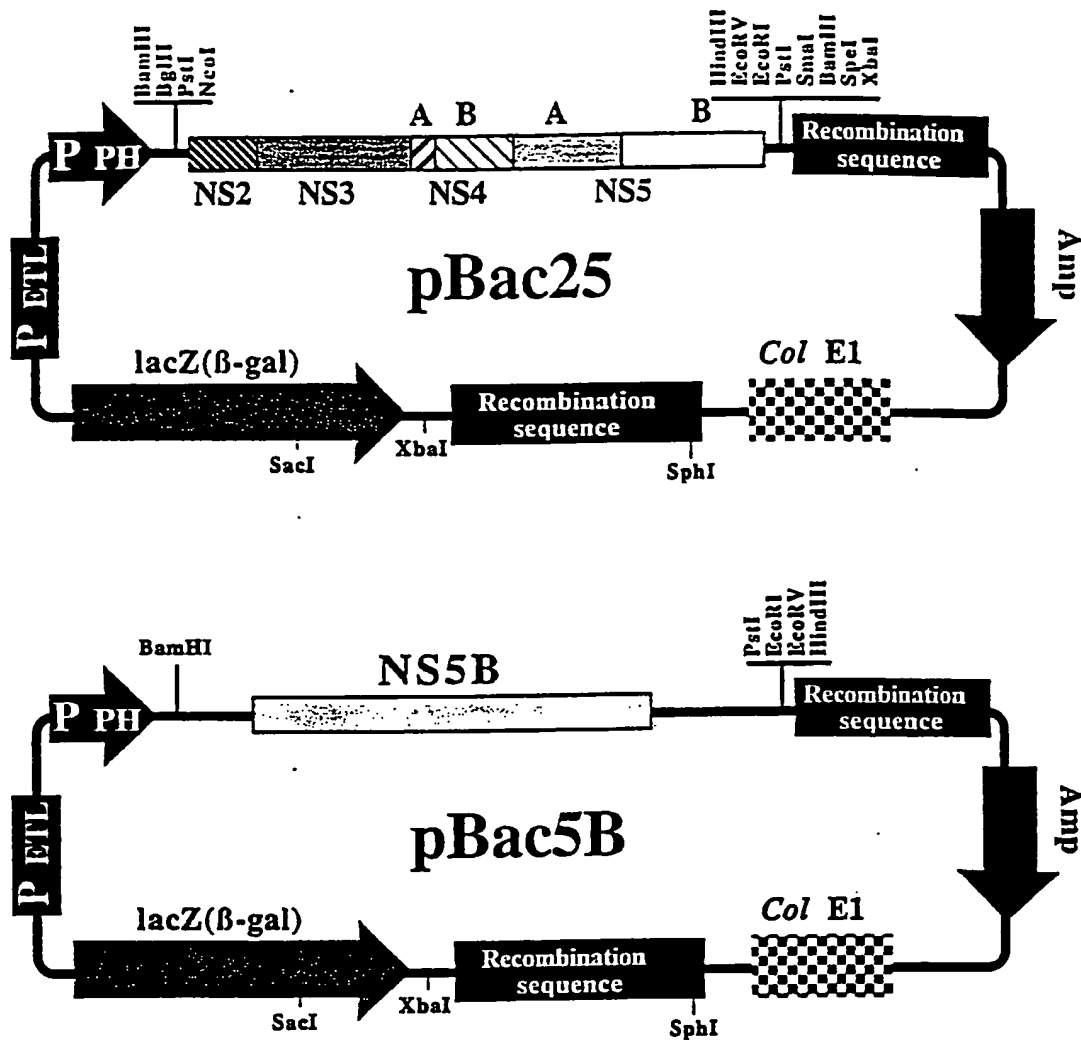 BamHI
BglII
PstI
NcoI
HindIII
EcoRV
EcoRI
PstI
SmaI
BamHI
SpeI
XbaI
A B A B
P PH
Recombination
sequence
NS2 NS3 NS4 NS5
P ETL
pBac25
Amp
lacZ(ß-gal)
Col E1
Recombination
sequence
SacI
XbaI
SphI
BamHI
PstI
EcoRI
EcoRV
HindIII
NS5B
P PH
Recombination
sequence
P ETL
pBac5B
Amp
lacZ(ß-gal)
Col E1
Recombination
sequence
SacI
XbaI
SphI